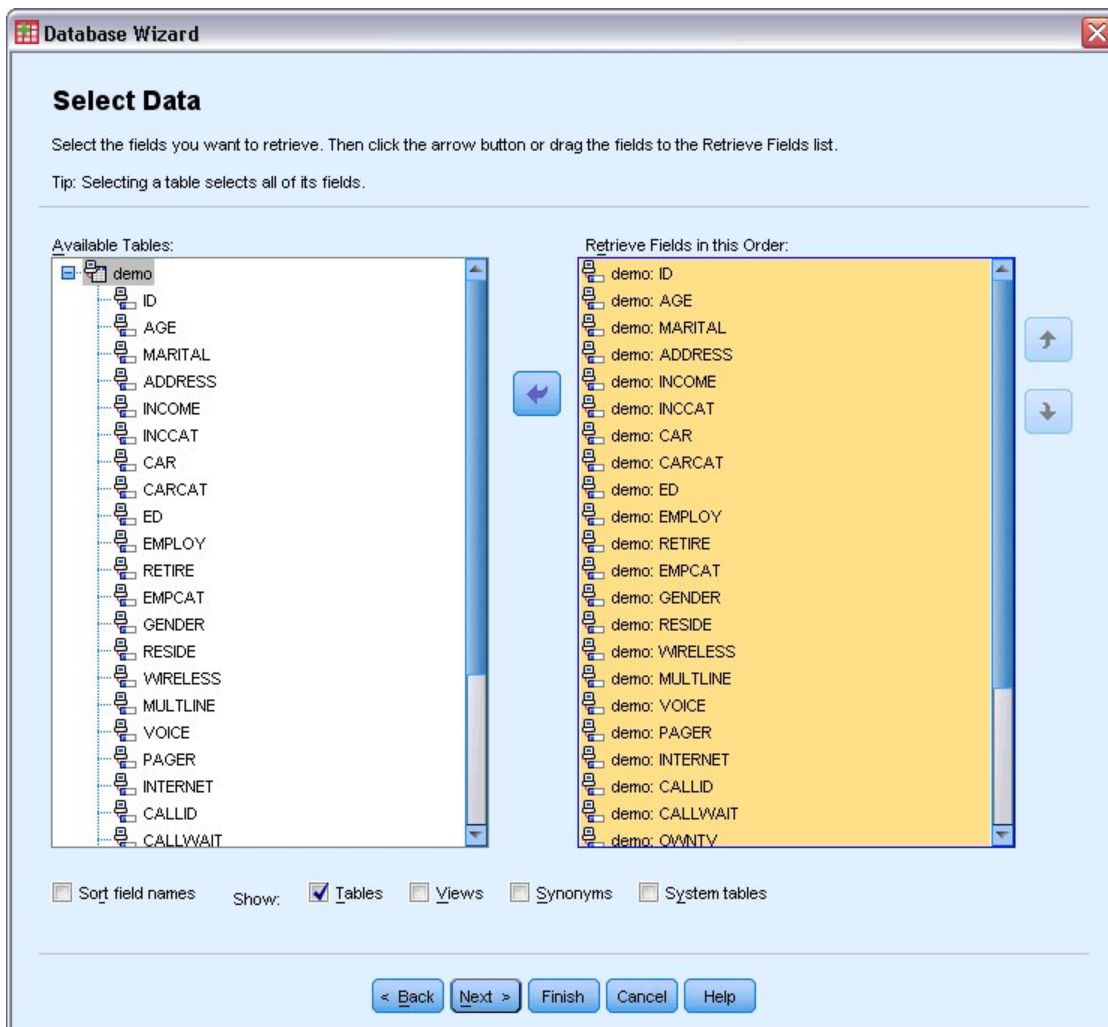 Database Wizard
Select Data
Select the fields you want to retrieve. Then click the arrow button or drag the fields to the Retrieve Fields list.
Tip: Selecting a table selects all of its fields.
Available Tables:
demo
ID
AGE
MARITAL
ADDRESS
INCOME
INCCAT
CAR
CARCAT
ED
EMPLOY
RETIRE
EMPCAT
GENDER
RESIDE
WIRELESS
MULTLINE
VOICE
PAGER
INTERNET
CALLID
CALLWAIT
Retrieve Fields in this Order:
demo: ID
demo: AGE
demo: MARITAL
demo: ADDRESS
demo: INCOME
demo: INCCAT
demo: CAR
demo: CARCAT
demo: ED
demo: EMPLOY
demo: RETIRE
demo: EMPCAT
demo: GENDER
demo: RESIDE
demo: WIRELESS
demo: MULTLINE
demo: VOICE
demo: PAGER
demo: INTERNET
demo: CALLID
demo: CALLWAIT
demo: OWNTV
Sort field names Show: Tables Views Synonyms System tables
< Back Next > Finish Cancel Help